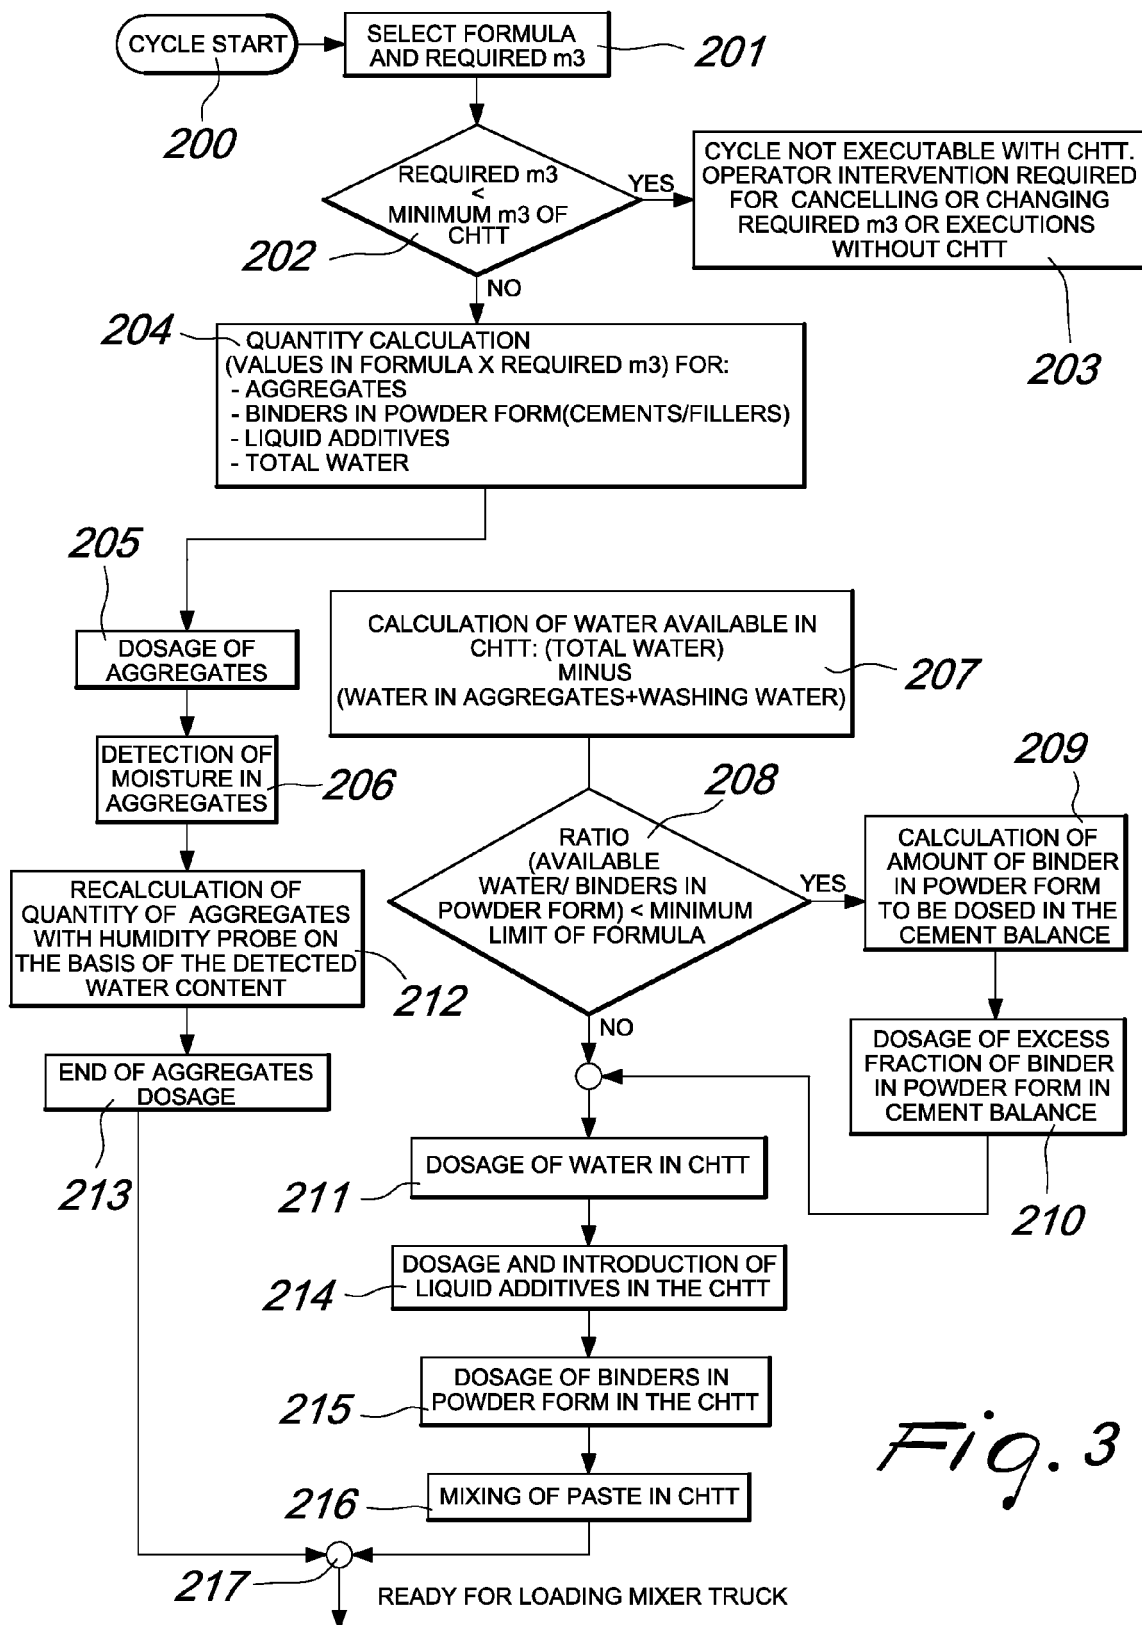 CYCLE START
200
SELECT FORMULA
AND REQUIRED m3
201
REQUIRED m3
<
MINIMUM m3 OF
CHTT
202
YES
NO
CYCLE NOT EXECUTABLE WITH CHTT.
OPERATOR INTERVENTION REQUIRED
FOR CANCELLING OR CHANGING
REQUIRED m3 OR EXECUTIONS
WITHOUT CHTT
203
204
QUANTITY CALCULATION
(VALUES IN FORMULA X REQUIRED m3) FOR:
- AGGREGATES
- BINDERS IN POWDER FORM(CEMENTS/FILLERS)
- LIQUID ADDITIVES
- TOTAL WATER
205
DOSAGE OF
AGGREGATES
DETECTION OF
MOISTURE IN
AGGREGATES
206
RECALCULATION OF
QUANTITY OF AGGREGATES
WITH HUMIDITY PROBE ON
THE BASIS OF THE DETECTED
WATER CONTENT
212
END OF AGGREGATES
DOSAGE
213
CALCULATION OF WATER AVAILABLE IN
CHTT: (TOTAL WATER)
MINUS
(WATER IN AGGREGATES+WASHING WATER)
207
208
RATIO
(AVAILABLE
WATER/ BINDERS IN
POWDER FORM) < MINIMUM
LIMIT OF FORMULA
YES
NO
209
CALCULATION OF
AMOUNT OF BINDER
IN POWDER FORM
TO BE DOSED IN THE
CEMENT BALANCE
DOSAGE OF EXCESS
FRACTION OF BINDER
IN POWDER FORM IN
CEMENT BALANCE
210
DOSAGE OF WATER IN CHTT
211
DOSAGE AND INTRODUCTION OF
LIQUID ADDITIVES IN THE CHTT
214
DOSAGE OF BINDERS IN
POWDER FORM IN THE CHTT
215
MIXING OF PASTE IN CHTT
216
217
READY FOR LOADING MIXER TRUCK
Fig. 3